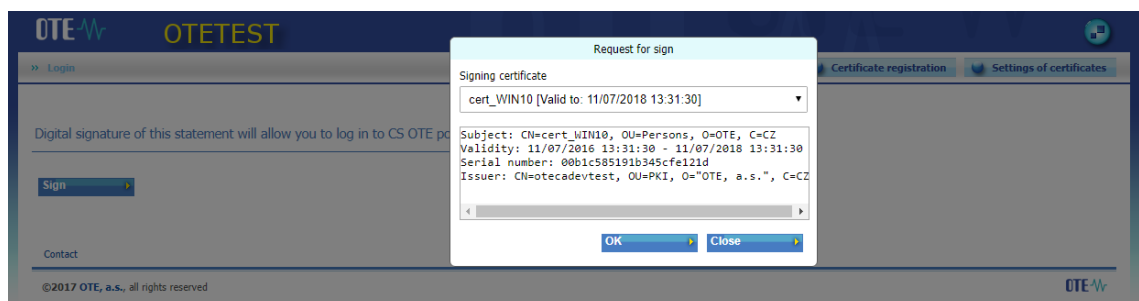 OTE
OTETEST
Request for sign
» Login
Certificate registration
Settings of certificates
Signing certificate
cert_WIN10 [Valid to: 11/07/2018 13:31:30]
Digital signature of this statement will allow you to log in to CS OTE po
Subject: CN=cert_WIN10, OU=Persons, O=OTE, C=CZ
Validity: 11/07/2016 13:31:30 - 11/07/2018 13:31:30
Serial number: 00b1c585191b345cfe121d
Issuer: CN=otecadevtest, OU=PKI, O="OTE, a.s.", C=CZ
Sign
OK
Close
Contact
©2017 OTE, a.s., all rights reserved
OTE